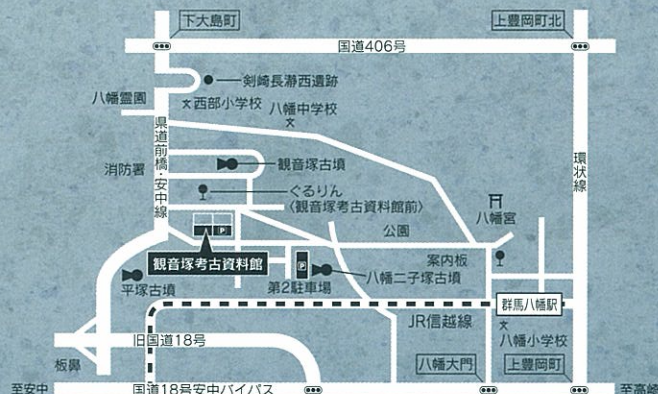 下大島町
上豊岡町北
国道406号
剣崎長瀞西遺跡
八幡霊園
西部小学校
八幡中学校
県道前橋・安中線
消防署
観音塚古墳
環状線
ぐるりん
〈観音塚考古資料館前〉
八幡宮
公園
P
観音塚考古資料館
案内板
P
八幡二子塚古墳
平塚古墳
第2駐車場
群馬八幡駅
JR信越線
旧国道18号
八幡小学校
板鼻
八幡大門
上豊岡町
至安中
国道18号安中バイパス
至高崎